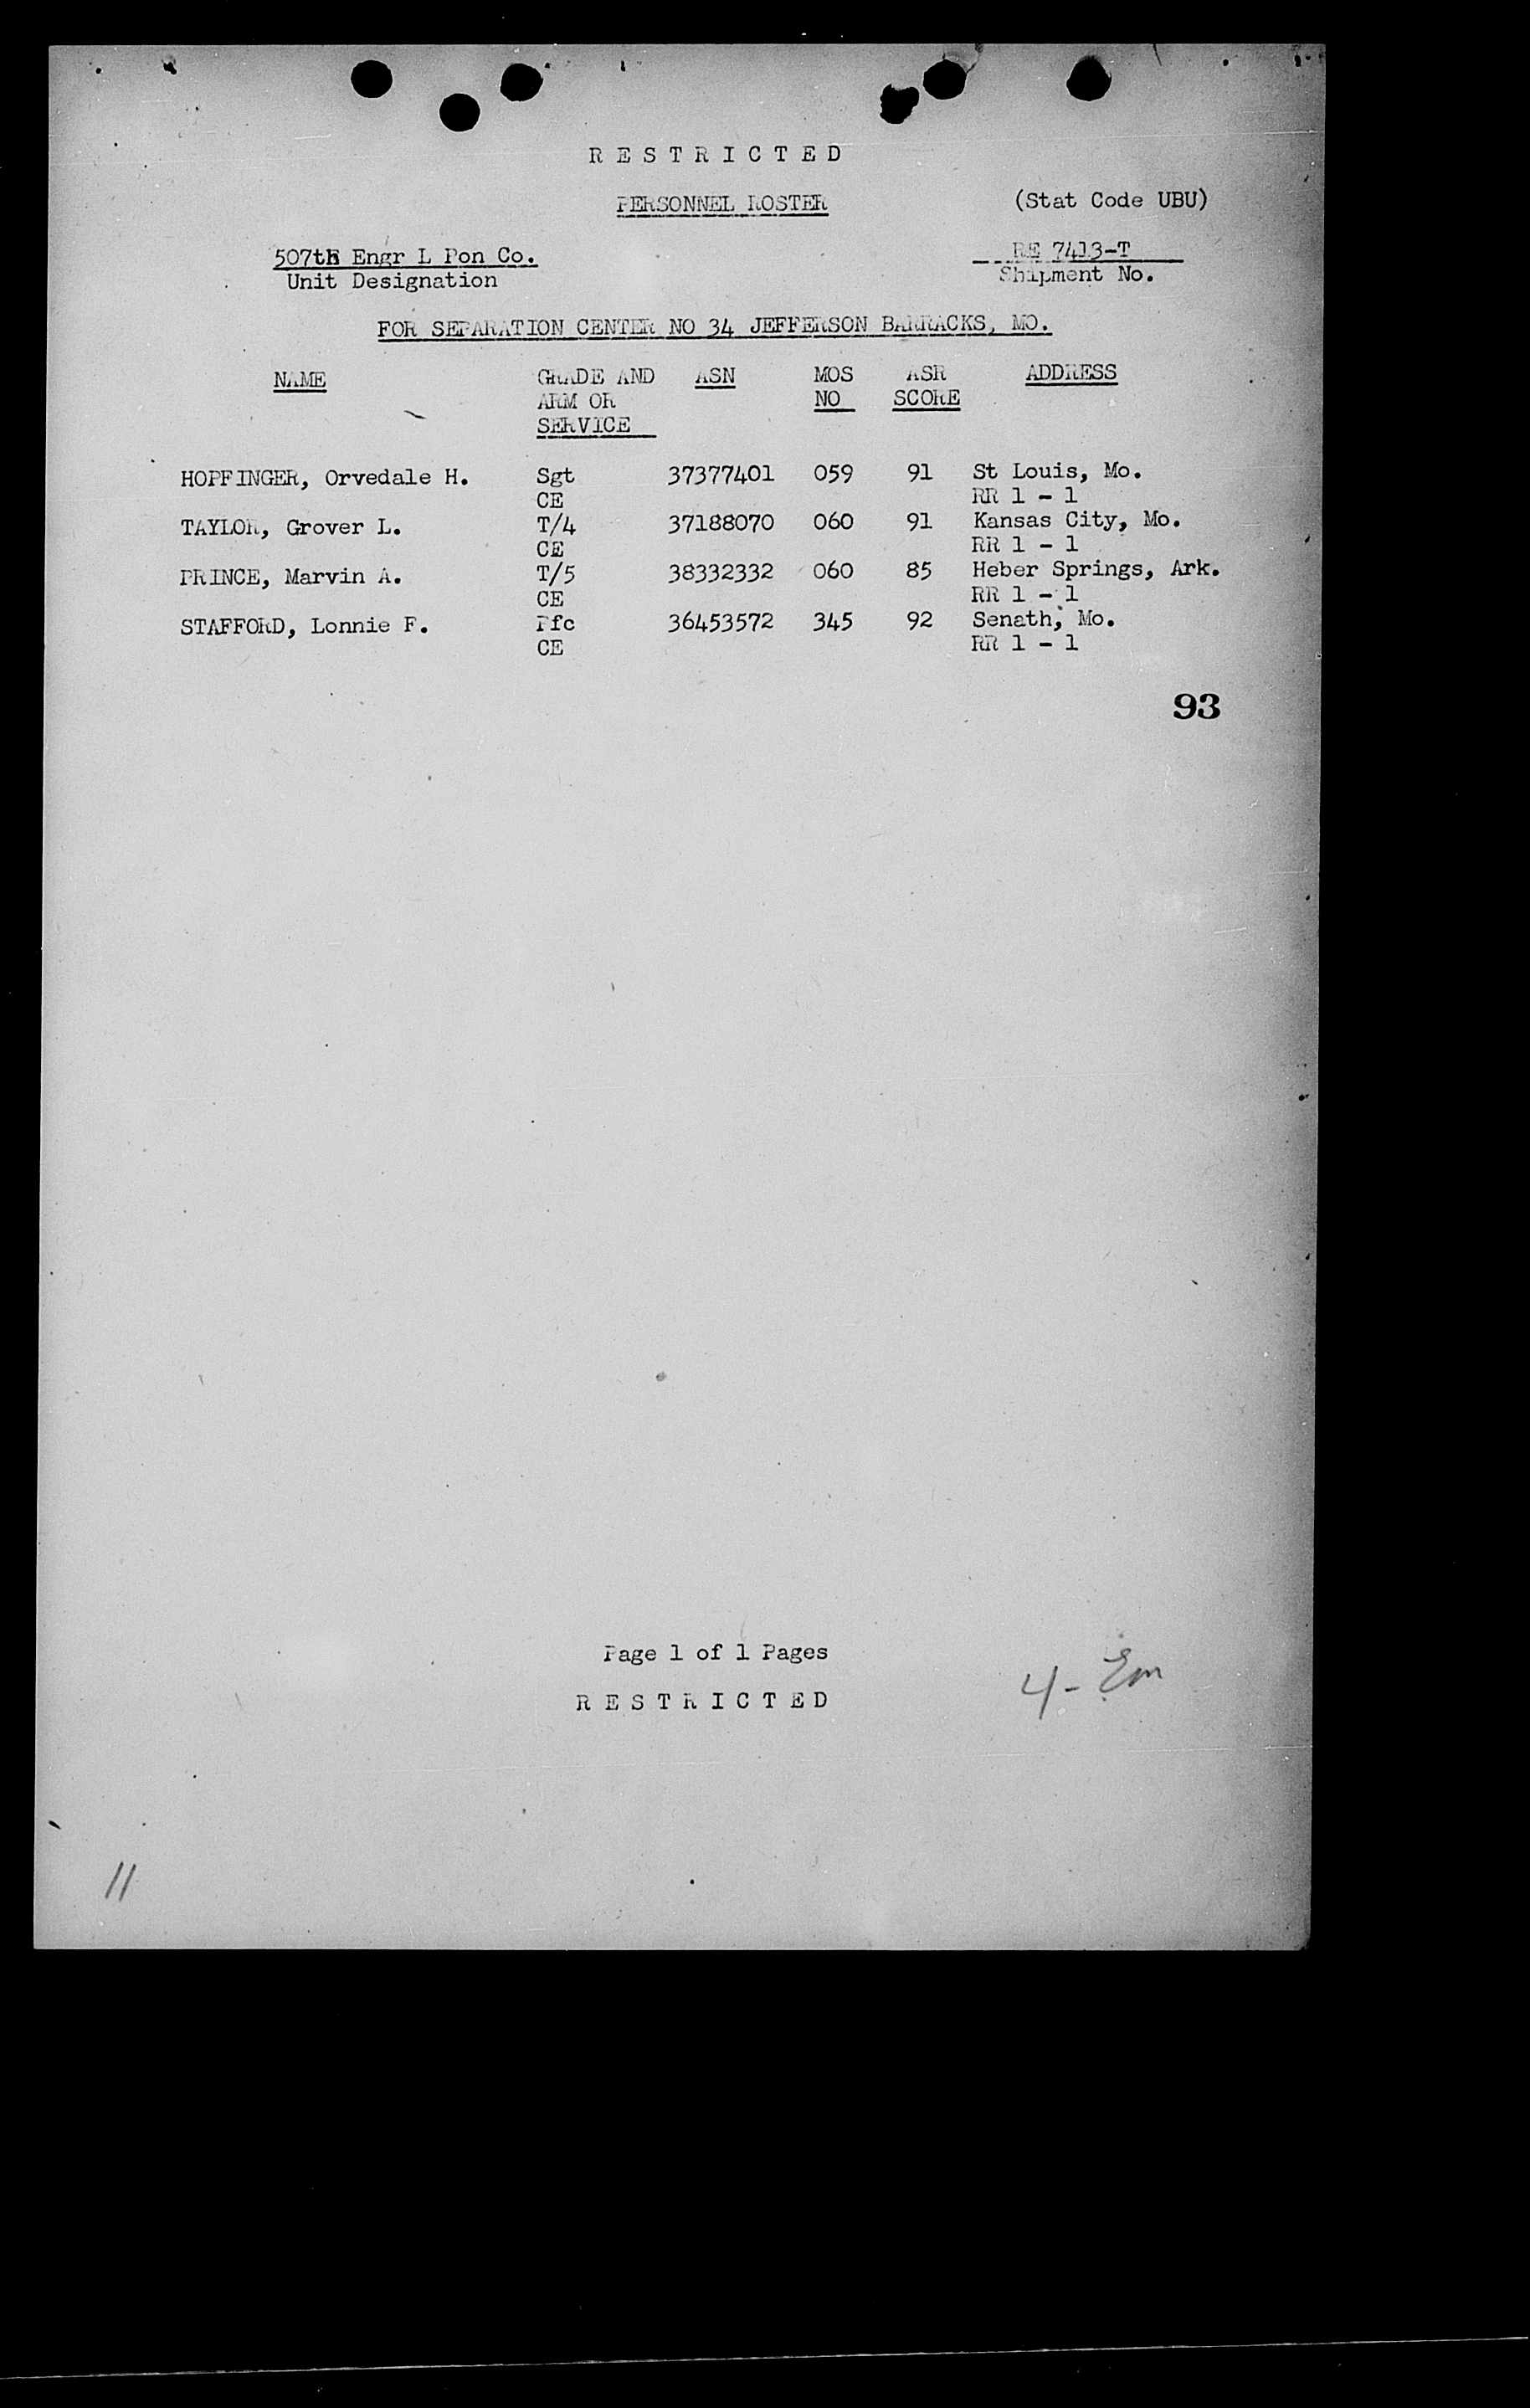 R E S T R I C T E D
PERSONNEL ROSTER (Stat Code UBU)
507th Engr L Pon Co. RE 7413-T
Unit Designation Shipment No.
FOR SEPARATION CENTER NO 34 JEFFERSON BARRACKS, MO.
NAME GRADE AND ASN MOS ASR ADDRESS
ARM OR NO SCORE
SERVICE
HOPFINGER, Orvedale H. Sgt 37377401 059 91 St Louis, Mo.
CE RR 1 - 1
TAYLOR, Grover L. T/4 37188070 060 91 Kansas City, Mo.
CE RR 1 - 1
PRINCE, Marvin A. T/5 38332332 060 85 Heber Springs, Ark.
CE RR 1 - 1
STAFFORD, Lonnie F. Pfc 36453572 345 92 Senath, Mo.
CE RR 1 - 1
93
Page 1 of 1 Pages
4 - Em
R E S T R I C T E D
11